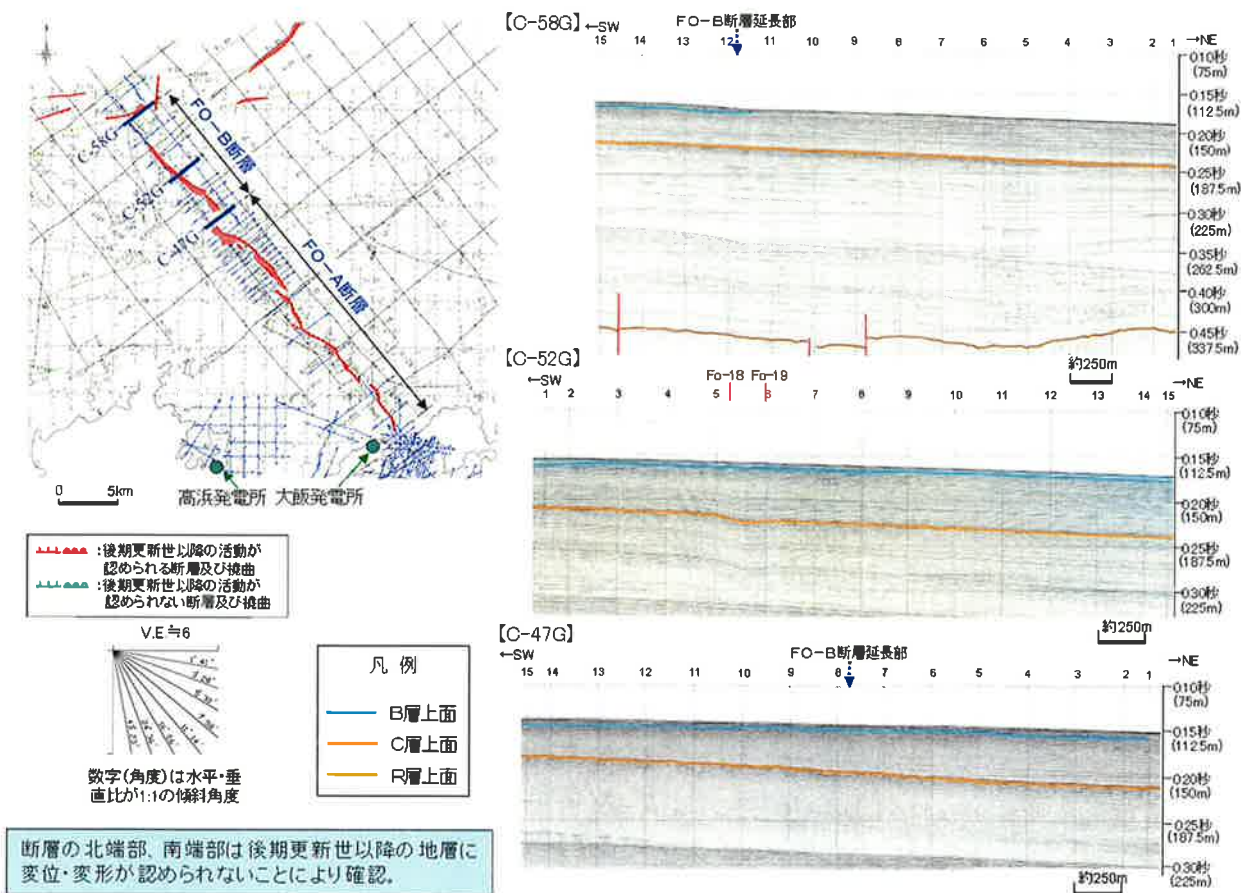 FO-B断層
FO-A断層
C-58G
C-52G
C-47G
0 5km
高浜発電所 大飯発電所
:後期更新世以降の活動が
認められる断層及び撓曲
:後期更新世以降の活動が
認められない断層及び撓曲
V.E≒6
数字(角度)は水平・垂
直比が1:1の傾斜角度
凡 例
B層上面
C層上面
R層上面
断層の北端部、南端部は後期更新世以降の地層に
変位・変形が認められないことにより確認。
【C-58G】
←SW
FO-B断層延長部
→NE
15 14 13 12 11 10 9 8 7 6 5 4 3 2 1
0.10秒
(75m)
0.15秒
(112.5m)
0.20秒
(150m)
0.25秒
(187.5m)
0.30秒
(225m)
0.35秒
(262.5m)
0.40秒
(300m)
0.45秒
(337.5m)
約250m
【C-52G】
←SW
Fo-18 Fo-19
→NE
1 2 3 4 5 6 7 8 9 10 11 12 13 14 15
0.10秒
(75m)
0.15秒
(112.5m)
0.20秒
(150m)
0.25秒
(187.5m)
0.30秒
(225m)
約250m
【C-47G】
←SW
FO-B断層延長部
→NE
15 14 13 12 11 10 9 8 7 6 5 4 3 2 1
0.10秒
(75m)
0.15秒
(112.5m)
0.20秒
(150m)
0.25秒
(187.5m)
0.30秒
(225m)
約250m